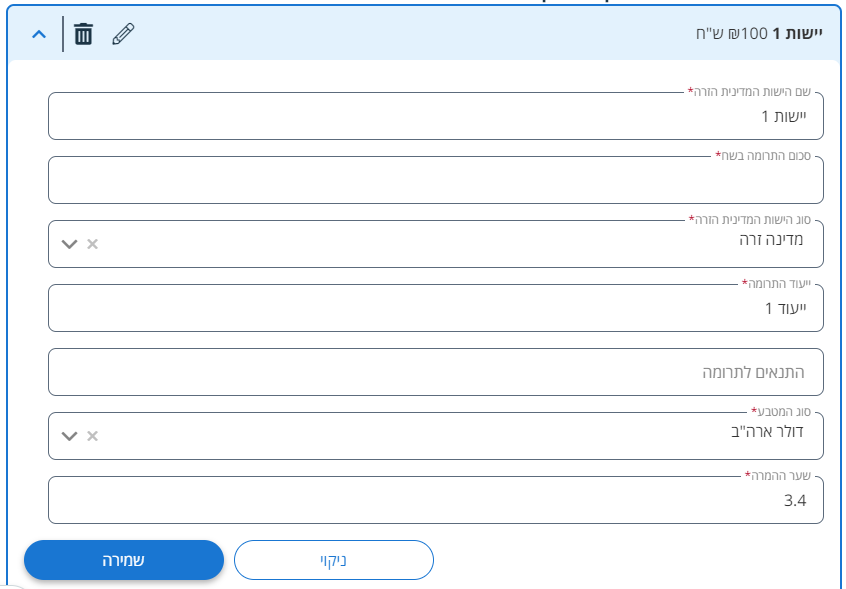 יישות 1 100₪ ש"ח
שם הישות המדינית הזרה*
יישות 1
סכום התרומה בשח*
סוג הישות המדינית הזרה*
מדינה זרה
ייעוד התרומה*
ייעוד 1
התנאים לתרומה
סוג המטבע*
דולר ארה"ב
שער ההמרה*
3.4
ניקוי
שמירה